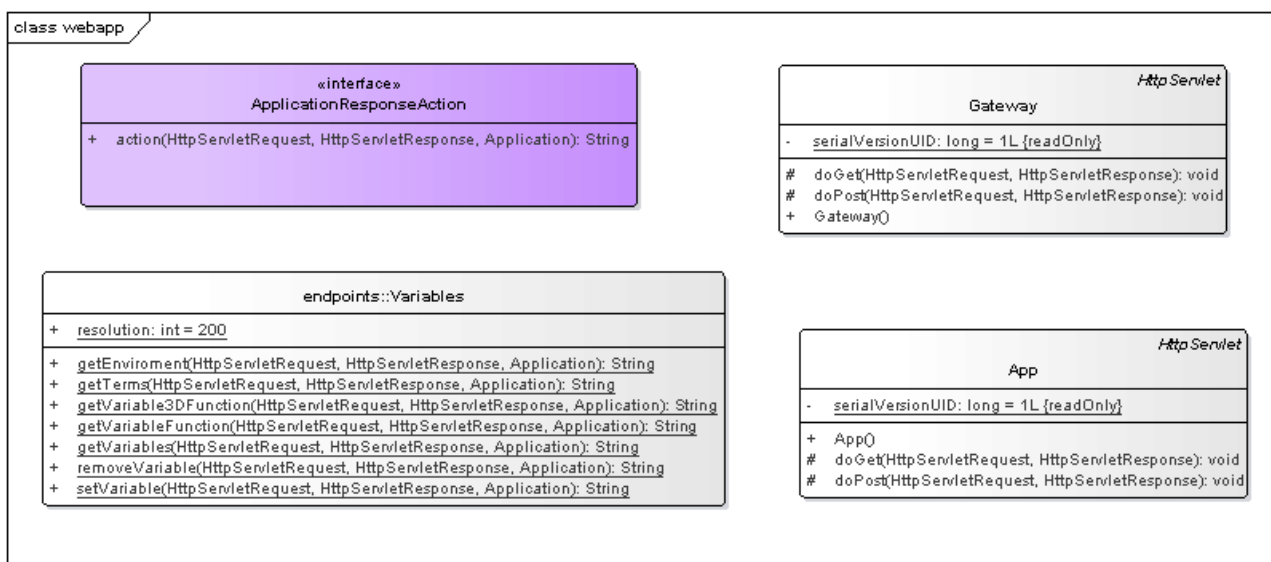 class webapp
«interface»
ApplicationResponseAction
+ action(HttpServletRequest, HttpServletResponse, Application): String
HttpServlet
Gateway
- serialVersionUID: long = 1L {readOnly}
# doGet(HttpServletRequest, HttpServletResponse): void
# doPost(HttpServletRequest, HttpServletResponse): void
+ Gateway()
endpoints::Variables
+ resolution: int = 200
+ getEnviroment(HttpServletRequest, HttpServletResponse, Application): String
+ getTerms(HttpServletRequest, HttpServletResponse, Application): String
+ getVariable3DFunction(HttpServletRequest, HttpServletResponse, Application): String
+ getVariableFunction(HttpServletRequest, HttpServletResponse, Application): String
+ getVariables(HttpServletRequest, HttpServletResponse, Application): String
+ removeVariable(HttpServletRequest, HttpServletResponse, Application): String
+ setVariable(HttpServletRequest, HttpServletResponse, Application): String
HttpServlet
App
- serialVersionUID: long = 1L {readOnly}
+ App()
# doGet(HttpServletRequest, HttpServletResponse): void
# doPost(HttpServletRequest, HttpServletResponse): void